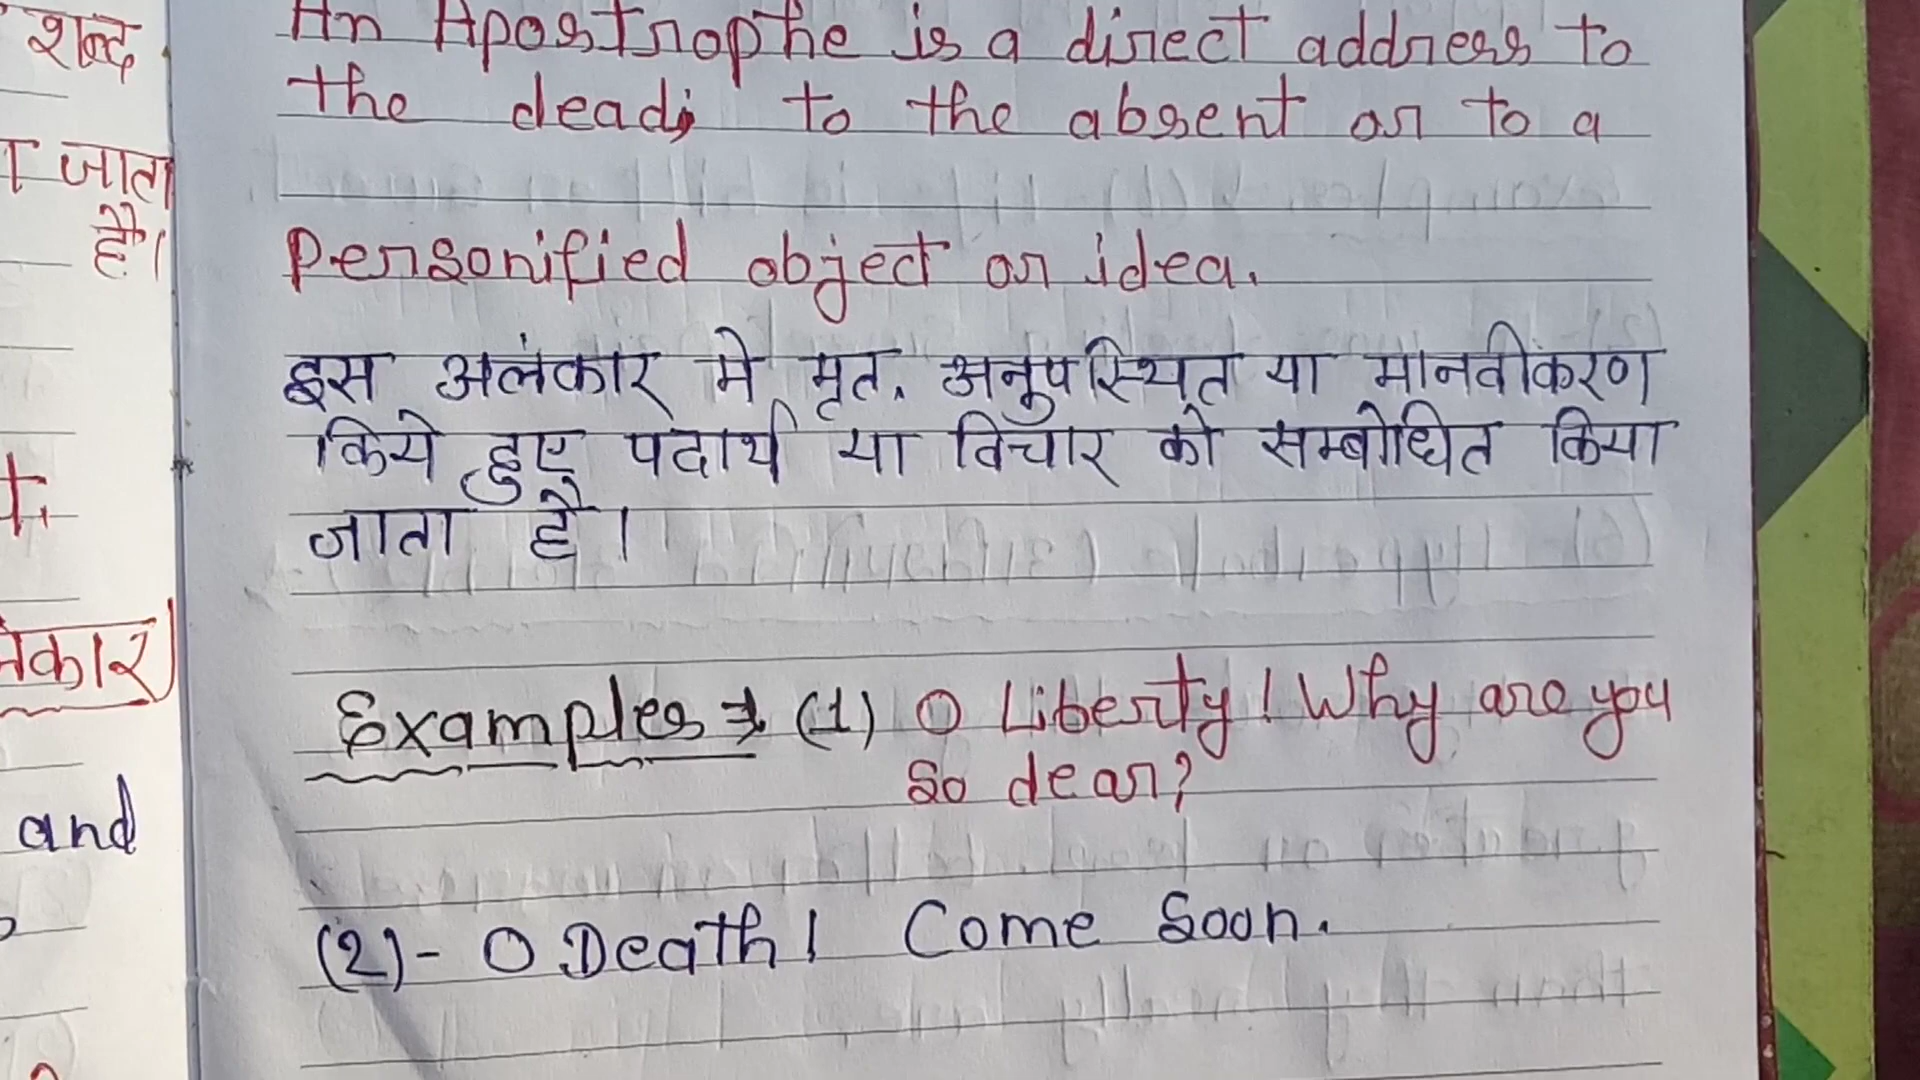 शब्द
जाता
है।
and
An Apostrophe is a direct address to
the dead, to the absent or to a
Personified object or idea.
इस अलंकार मे मृत, अनुपस्थित या मानवीकरण
किये हुए पदार्थ या विचार को सम्बोधित किया
जाता है।
Examples → (1) O Liberty! Why are you
so dear?
(2)- O Death! Come Soon.